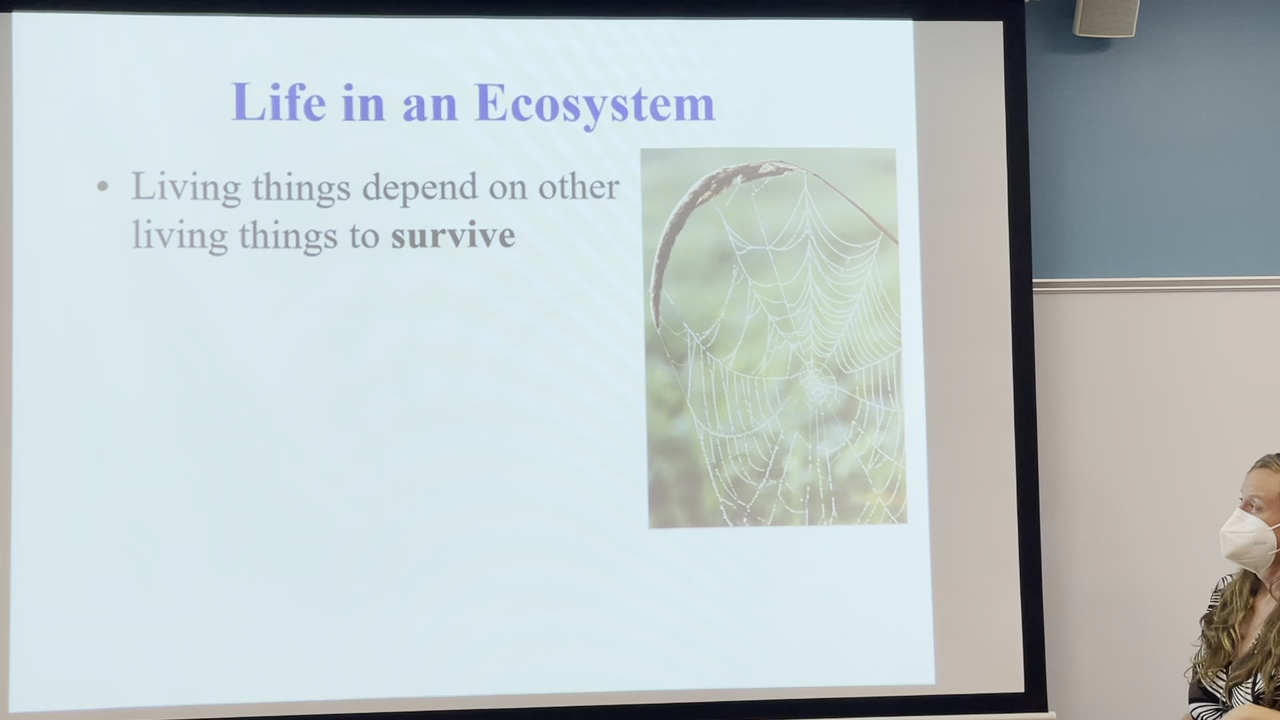 Life in an Ecosystem
• Living things depend on other
living things to survive